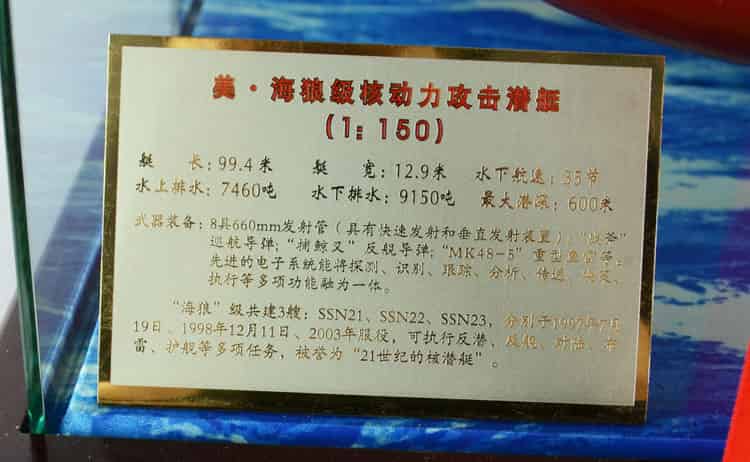 美·海狼级核动力攻击潜艇
(1:150)
艇 长:99.4米 艇 宽:12.9米 水下航速:35节
水上排水:7460吨 水下排水:9150吨 最大潜深:600米
武器装备:8具660mm发射管(具有快速发射和垂直发射装置);“战斧”
巡航导弹;“捕鲸叉”反舰导弹;“MK48-5”重型鱼雷等;
先进的电子系统能将探测、识别、跟踪、分析、传递、
执行等多项功能融为一体。
“海狼”级共建3艘:SSN21、SSN22、SSN23,分别于1997年7月
19日、1998年12月11日、2003年服役,可执行反潜、反舰、
雷、护舰等多项任务,被誉为“21世纪的核潜艇”。